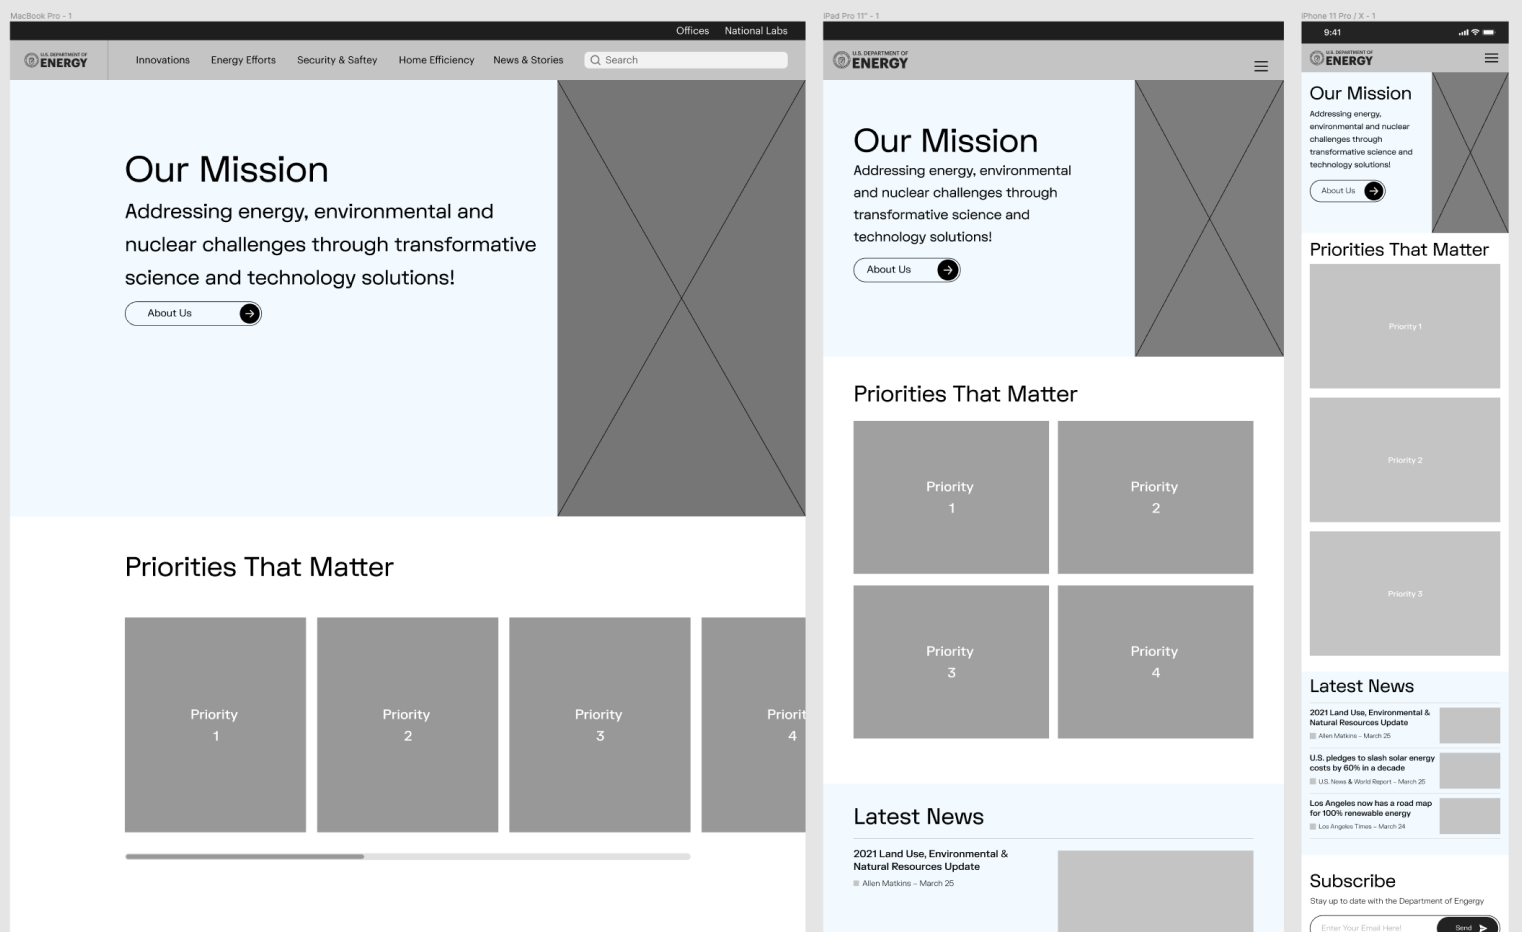 MacBook Pro - 1
Offices National Labs
U.S. DEPARTMENT OF
ENERGY
Innovations Energy Efforts Security & Saftey Home Efficiency News & Stories Search
Our Mission
Addressing energy, environmental and
nuclear challenges through transformative
science and technology solutions!
About Us
Priorities That Matter
Priority
1
Priority
2
Priority
3
Priorit
4
iPad Pro 11" - 1
U.S. DEPARTMENT OF
ENERGY
Our Mission
Addressing energy, environmental
and nuclear challenges through
transformative science and
technology solutions!
About Us
Priorities That Matter
Priority
1
Priority
2
Priority
3
Priority
4
Latest News
2021 Land Use, Environmental &
Natural Resources Update
Allen Matkins – March 25
iPhone 11 Pro / X - 1
9:41
U.S. DEPARTMENT OF
ENERGY
Our Mission
Addressing energy,
environmental and nuclear
challenges through
transformative science and
technology solutions!
About Us
Priorities That Matter
Priority 1
Priority 2
Priority 3
Latest News
2021 Land Use, Environmental &
Natural Resources Update
Allen Matkins – March 25
U.S. pledges to slash solar energy
costs by 60% in a decade
U.S. News & World Report – March 25
Los Angeles now has a road map
for 100% renewable energy
Los Angeles Times – March 24
Subscribe
Stay up to date with the Department of Engergy
Enter Your Email Here! Send